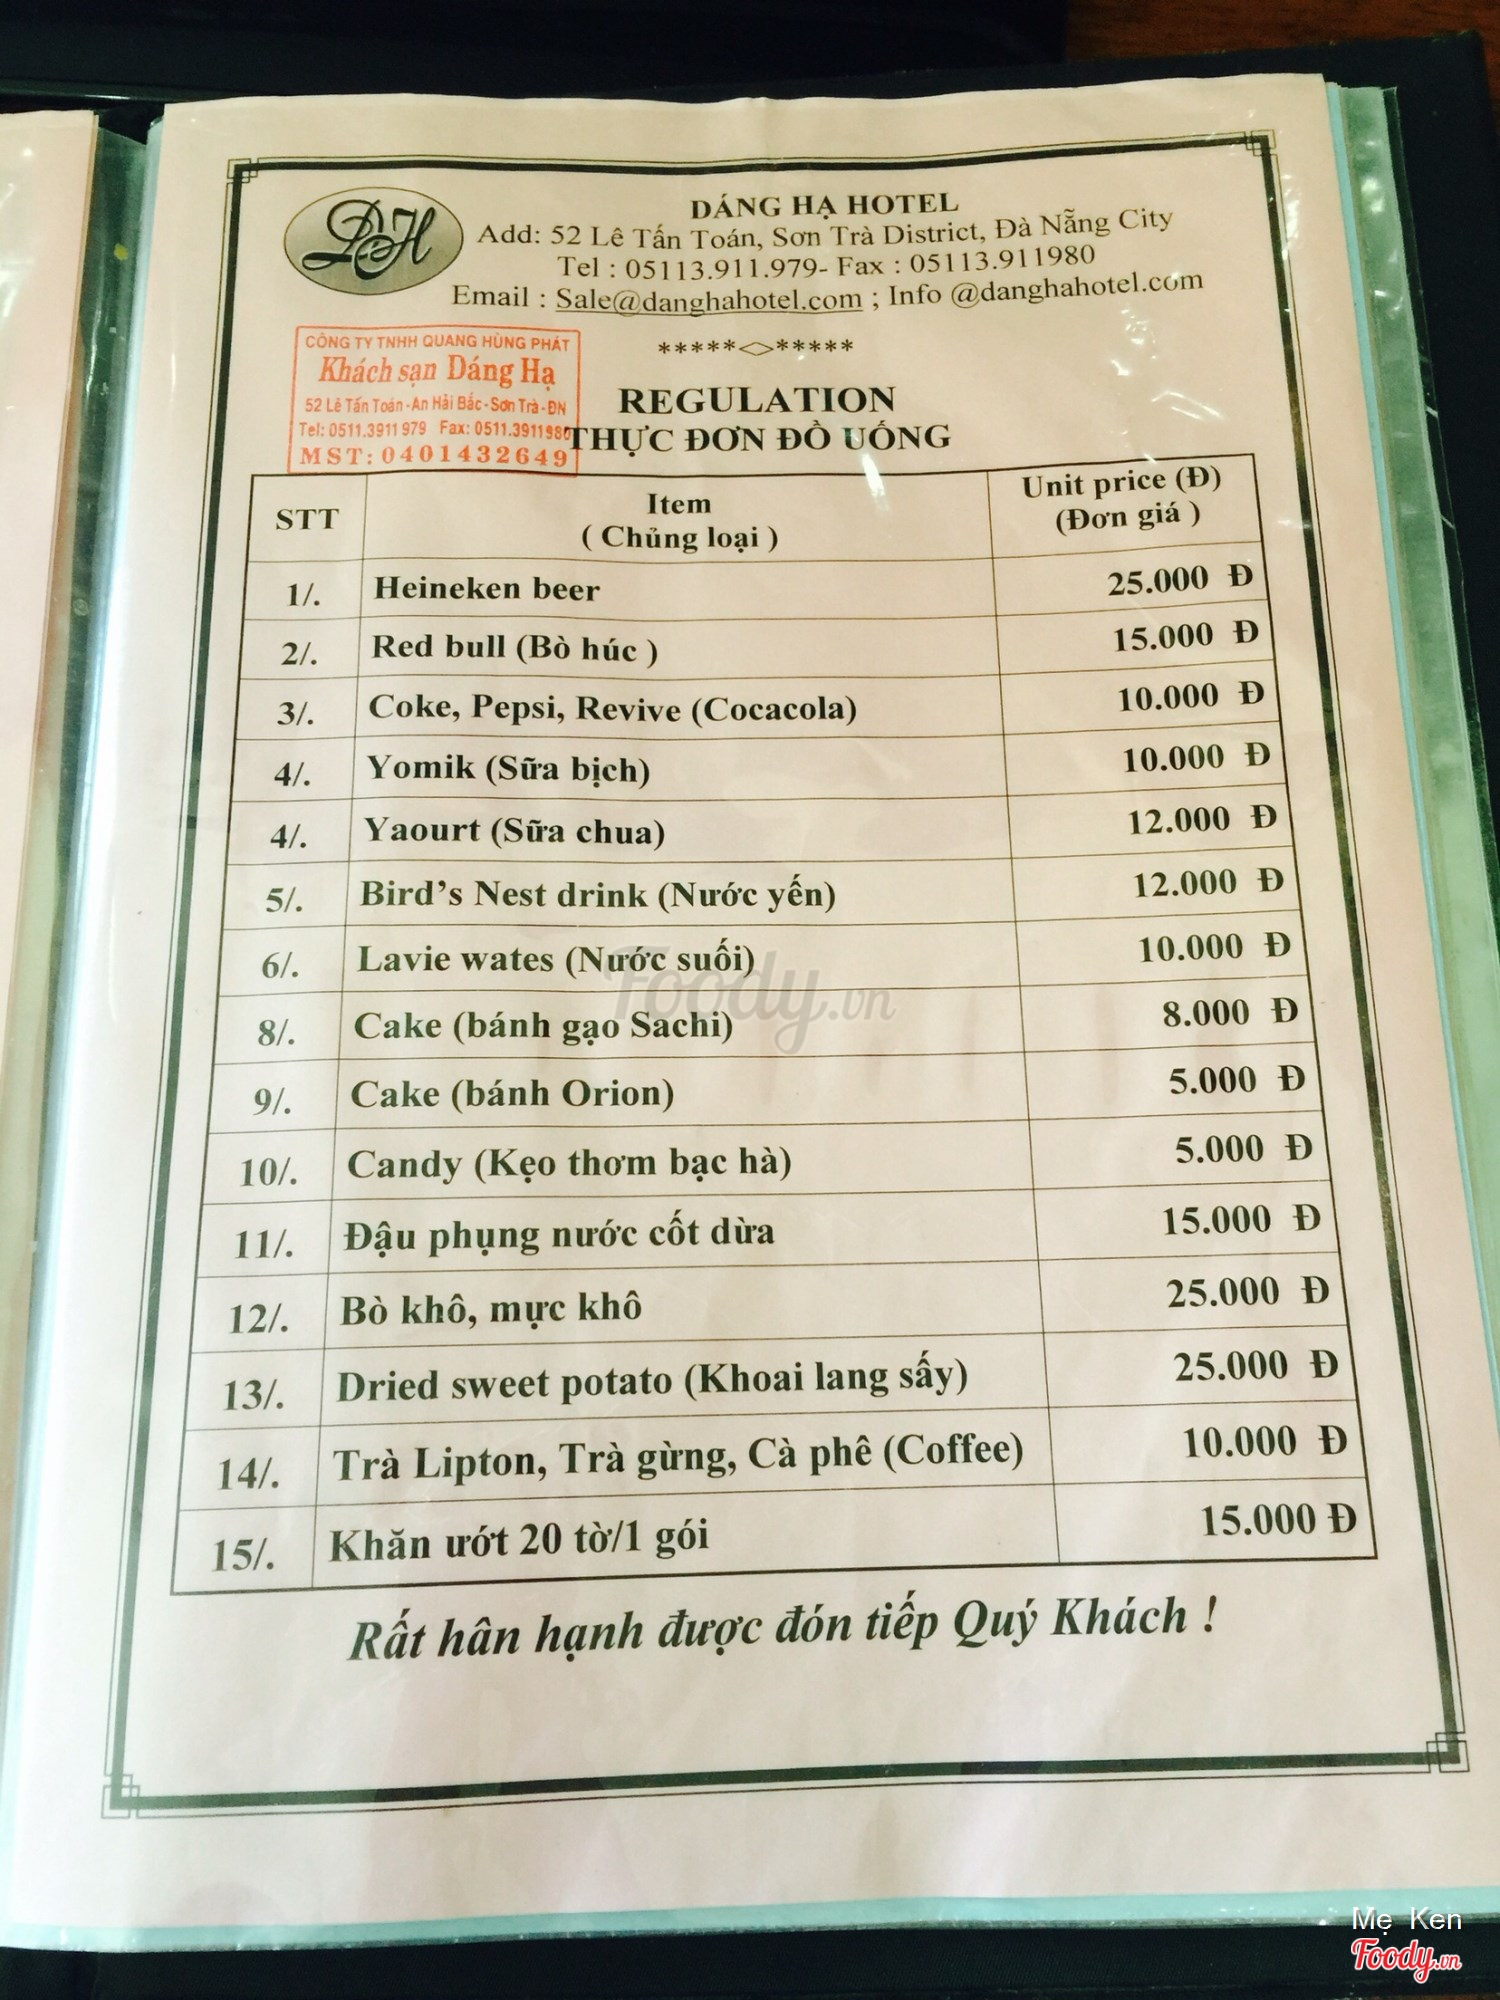 DH
DÁNG HẠ HOTEL
Add: 52 Lê Tấn Toán, Sơn Trà District, Đà Nẵng City
Tel : 05113.911.979- Fax : 05113.911980
Email : Sale@danghahotel.com ; Info @danghahotel.com
*****<>*****
CÔNG TY TNHH QUANG HÙNG PHÁT
Khách sạn Dáng Hạ
52 Lê Tấn Toán - An Hải Bắc - Sơn Trà - ĐN
Tel: 0511.3911979 Fax: 0511.3911980
MST: 0401432649
REGULATION
THỰC ĐƠN ĐỒ UỐNG
STT Item Unit price (Đ)
( Chủng loại ) (Đơn giá )
1/. Heineken beer 25.000 Đ
2/. Red bull (Bò húc ) 15.000 Đ
3/. Coke, Pepsi, Revive (Cocacola) 10.000 Đ
4/. Yomik (Sữa bịch) 10.000 Đ
4/. Yaourt (Sữa chua) 12.000 Đ
5/. Bird’s Nest drink (Nước yến) 12.000 Đ
6/. Lavie wates (Nước suối) 10.000 Đ
8/. Cake (bánh gạo Sachi) 8.000 Đ
9/. Cake (bánh Orion) 5.000 Đ
10/. Candy (Kẹo thơm bạc hà) 5.000 Đ
11/. Đậu phụng nước cốt dừa 15.000 Đ
12/. Bò khô, mực khô 25.000 Đ
13/. Dried sweet potato (Khoai lang sấy) 25.000 Đ
14/. Trà Lipton, Trà gừng, Cà phê (Coffee) 10.000 Đ
15/. Khăn ướt 20 tờ/1 gói 15.000 Đ
Rất hân hạnh được đón tiếp Quý Khách !
Foody.vn
Mẹ Ken
Foody.vn